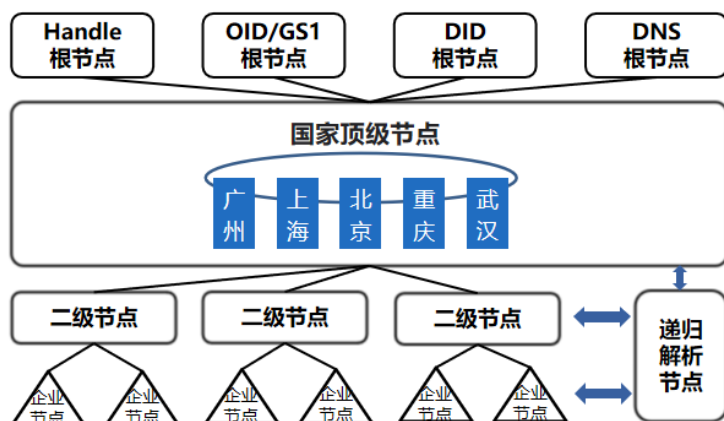 Handle
根节点
OID/GS1
根节点
DID
根节点
DNS
根节点
国家顶级节点
广州
上海
北京
重庆
武汉
二级节点
二级节点
二级节点
递归
解析
节点
企业
节点
企业
节点
企业
节点
企业
节点
企业
节点
企业
节点